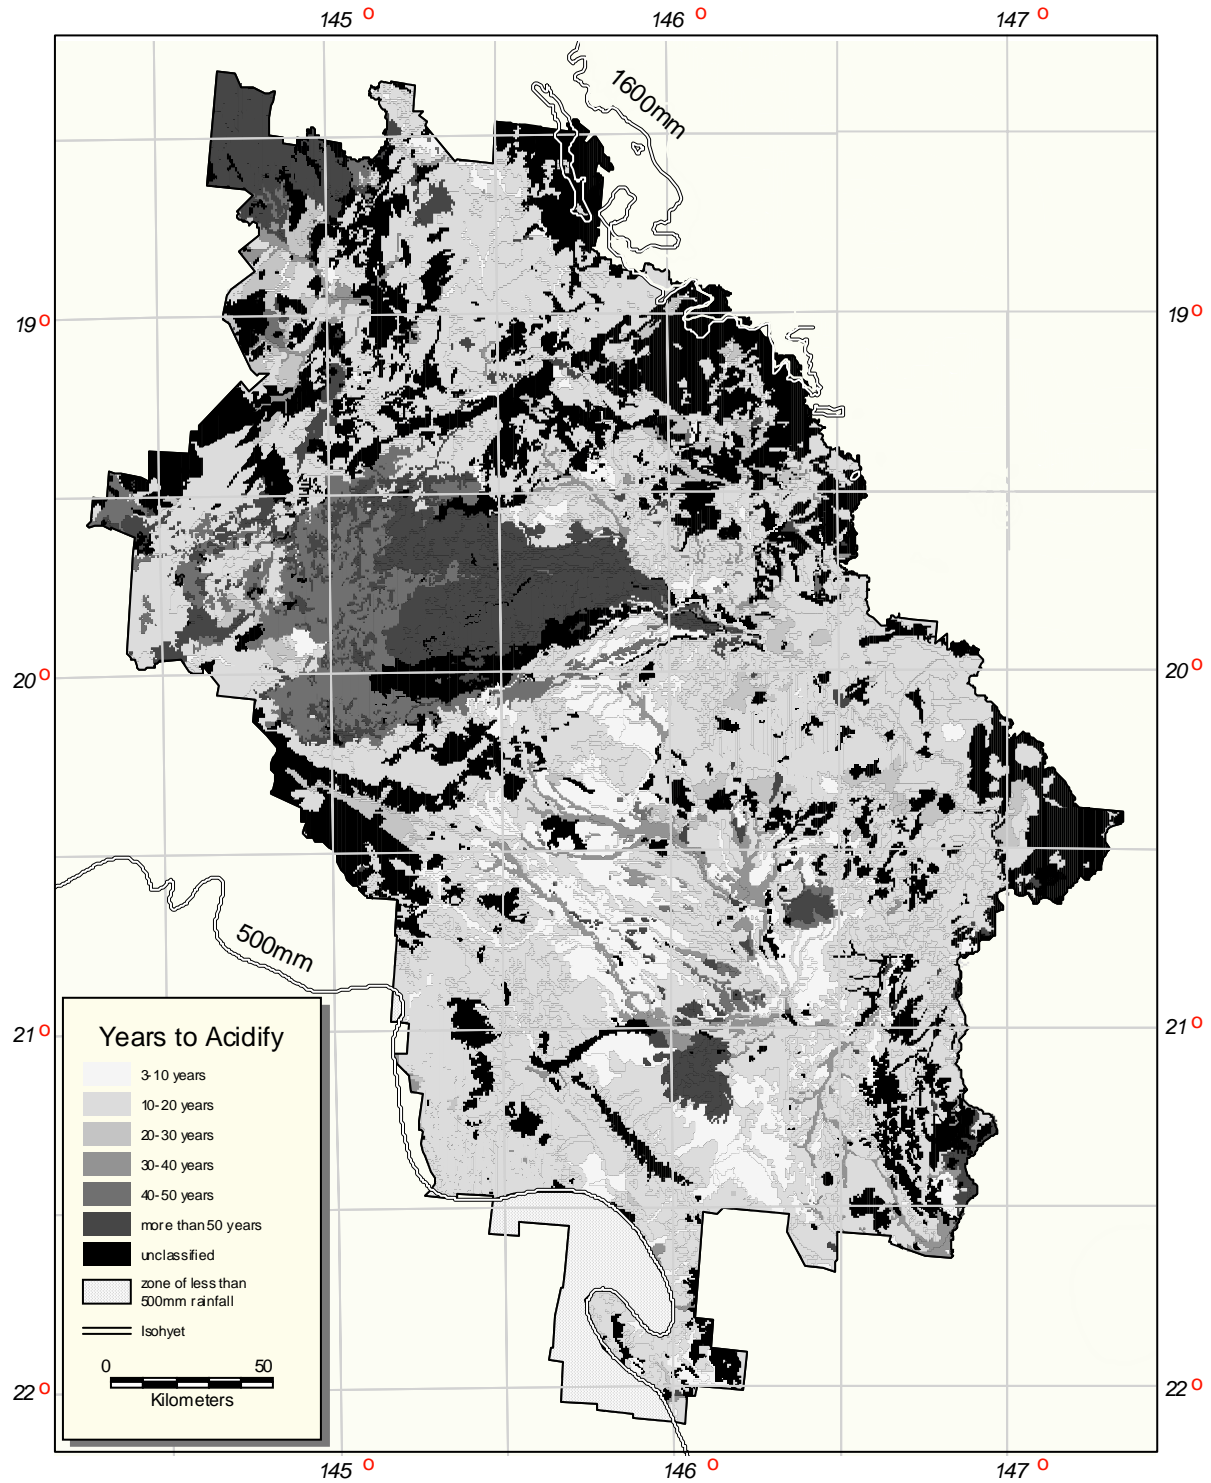 145 o 146 o 147 o
1600mm
19 o 19 o
20 o 20 o
500mm
21 o 21 o
Years to Acidify
3-10 years
10-20 years
20-30 years
30-40 years
40-50 years
more than 50 years
unclassified
zone of less than
500mm rainfall
Isohyet
0 50
Kilometers
22 o 22 o
145 o 146 o 147 o